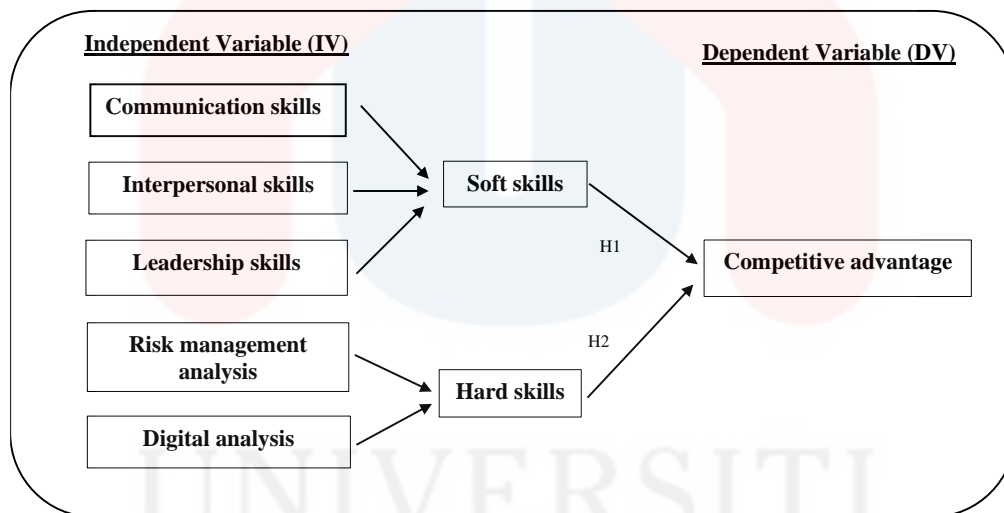 Independent Variable (IV)
Dependent Variable (DV)
Communication skills
Interpersonal skills
Soft skills
Leadership skills
H1
Competitive advantage
Risk management
analysis
H2
Hard skills
Digital analysis
UNIVERSITI